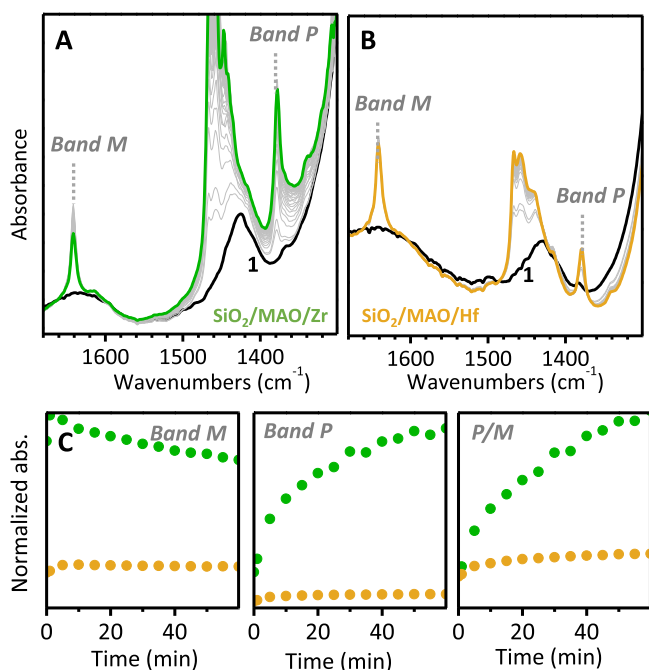 A
Band P
Band M
1
SiO₂/MAO/Zr
Absorbance
1600 1500 1400
Wavenumbers (cm⁻¹)
B
Band M
Band P
1
SiO₂/MAO/Hf
1600 1500 1400
Wavenumbers (cm⁻¹)
C
Normalized abs.
Band M
0 20 40
Time (min)
Band P
0 20 40
Time (min)
P/M
0 20 40
Time (min)